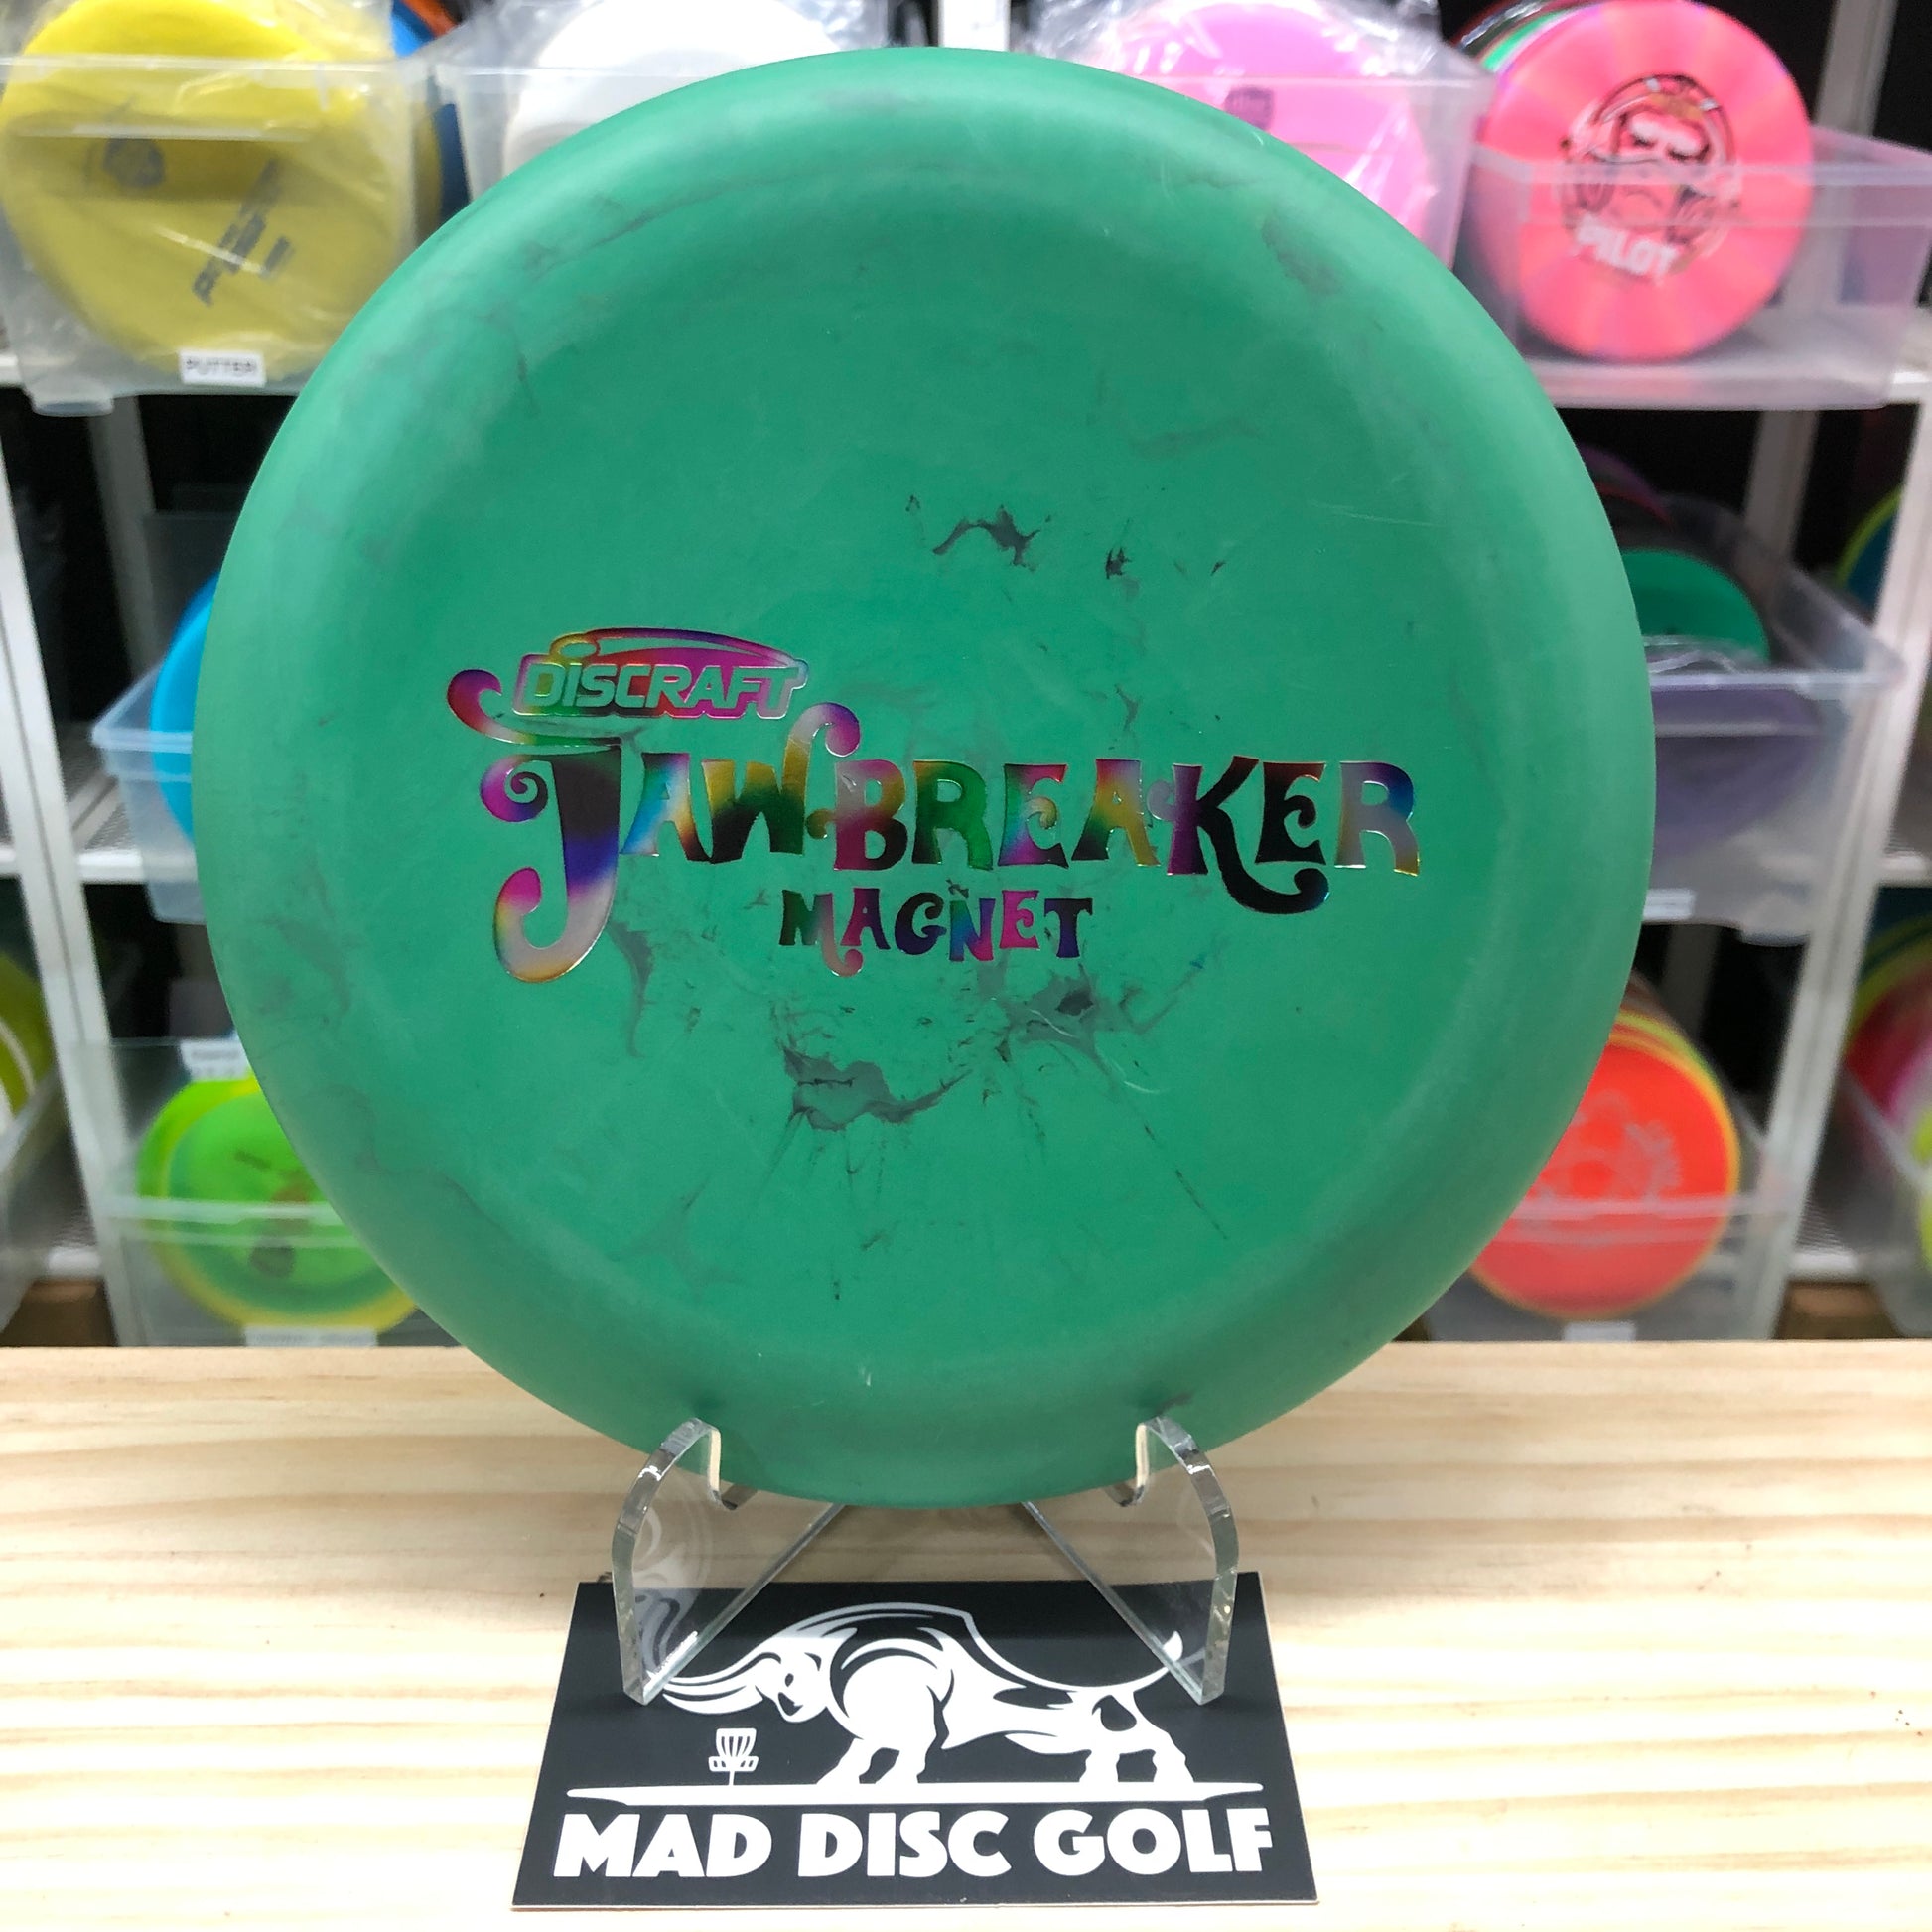 PUTTER
PILOT
DISCRAFT
JAWBREAKER
MAGNET
MAD DISC GOLF